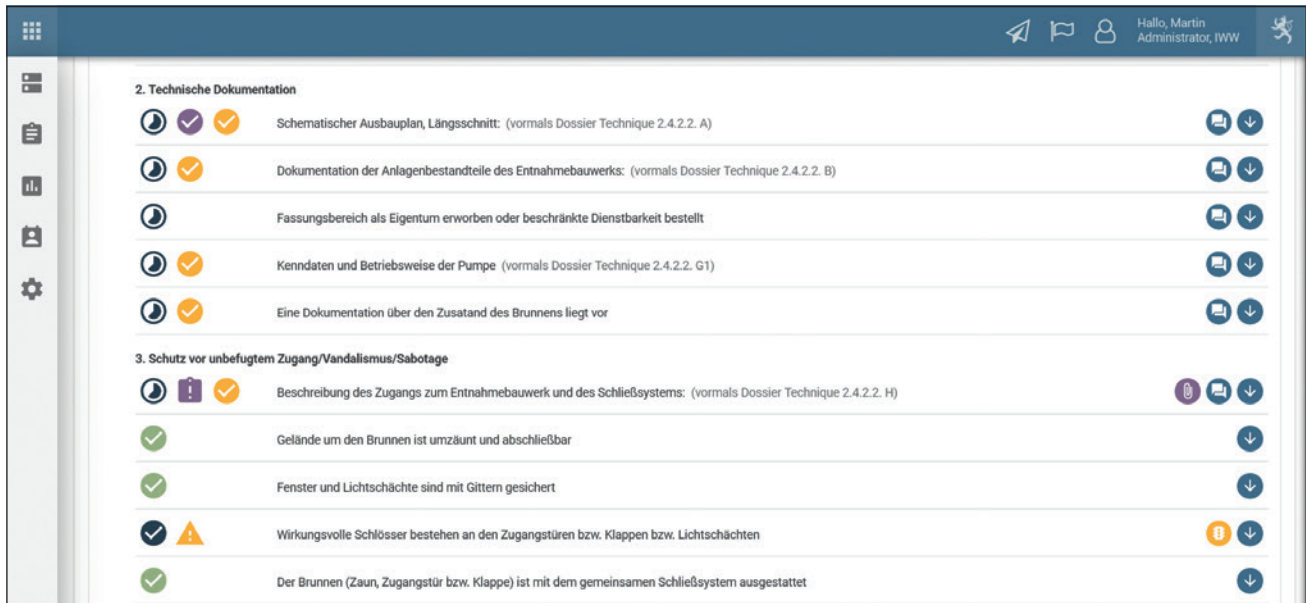 Hallo, Martin
Administrator, IWW
2. Technische Dokumentation
Schematischer Ausbauplan, Längsschnitt: (vormals Dossier Technique 2.4.2.2. A)
Dokumentation der Anlagenbestandteile des Entnahmebauwerks: (vormals Dossier Technique 2.4.2.2. B)
Fassungsbereich als Eigentum erworben oder beschränkte Dienstbarkeit bestellt
Kenndaten und Betriebsweise der Pumpe (vormals Dossier Technique 2.4.2.2. G1)
Eine Dokumentation über den Zusatand des Brunnens liegt vor
3. Schutz vor unbefugtem Zugang/Vandalismus/Sabotage
Beschreibung des Zugangs zum Entnahmebauwerk und des Schließsystems: (vormals Dossier Technique 2.4.2.2. H)
Gelände um den Brunnen ist umzäunt und abschließbar
Fenster und Lichtschächte sind mit Gittern gesichert
Wirkungsvolle Schlösser bestehen an den Zugangstüren bzw. Klappen bzw. Lichtschächten
Der Brunnen (Zaun, Zugangstür bzw. Klappe) ist mit dem gemeinsamen Schließsystem ausgestattet